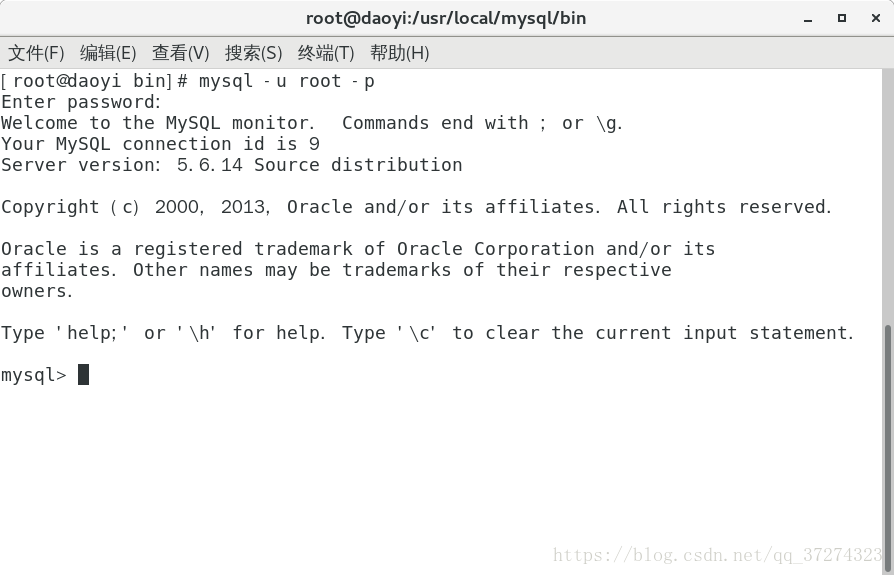 root@daoyi:/usr/local/mysql/bin
文件(F) 编辑(E) 查看(V) 搜索(S) 终端(T) 帮助(H)
[root@daoyi bin]# mysql -u root -p
Enter password:
Welcome to the MySQL monitor.  Commands end with ; or \g.
Your MySQL connection id is 9
Server version: 5.6.14 Source distribution
Copyright (c) 2000, 2013, Oracle and/or its affiliates. All rights reserved.
Oracle is a registered trademark of Oracle Corporation and/or its
affiliates. Other names may be trademarks of their respective
owners.
Type 'help;' or '\h' for help. Type '\c' to clear the current input statement.
mysql>
https://blog.csdn.net/qq_37274323